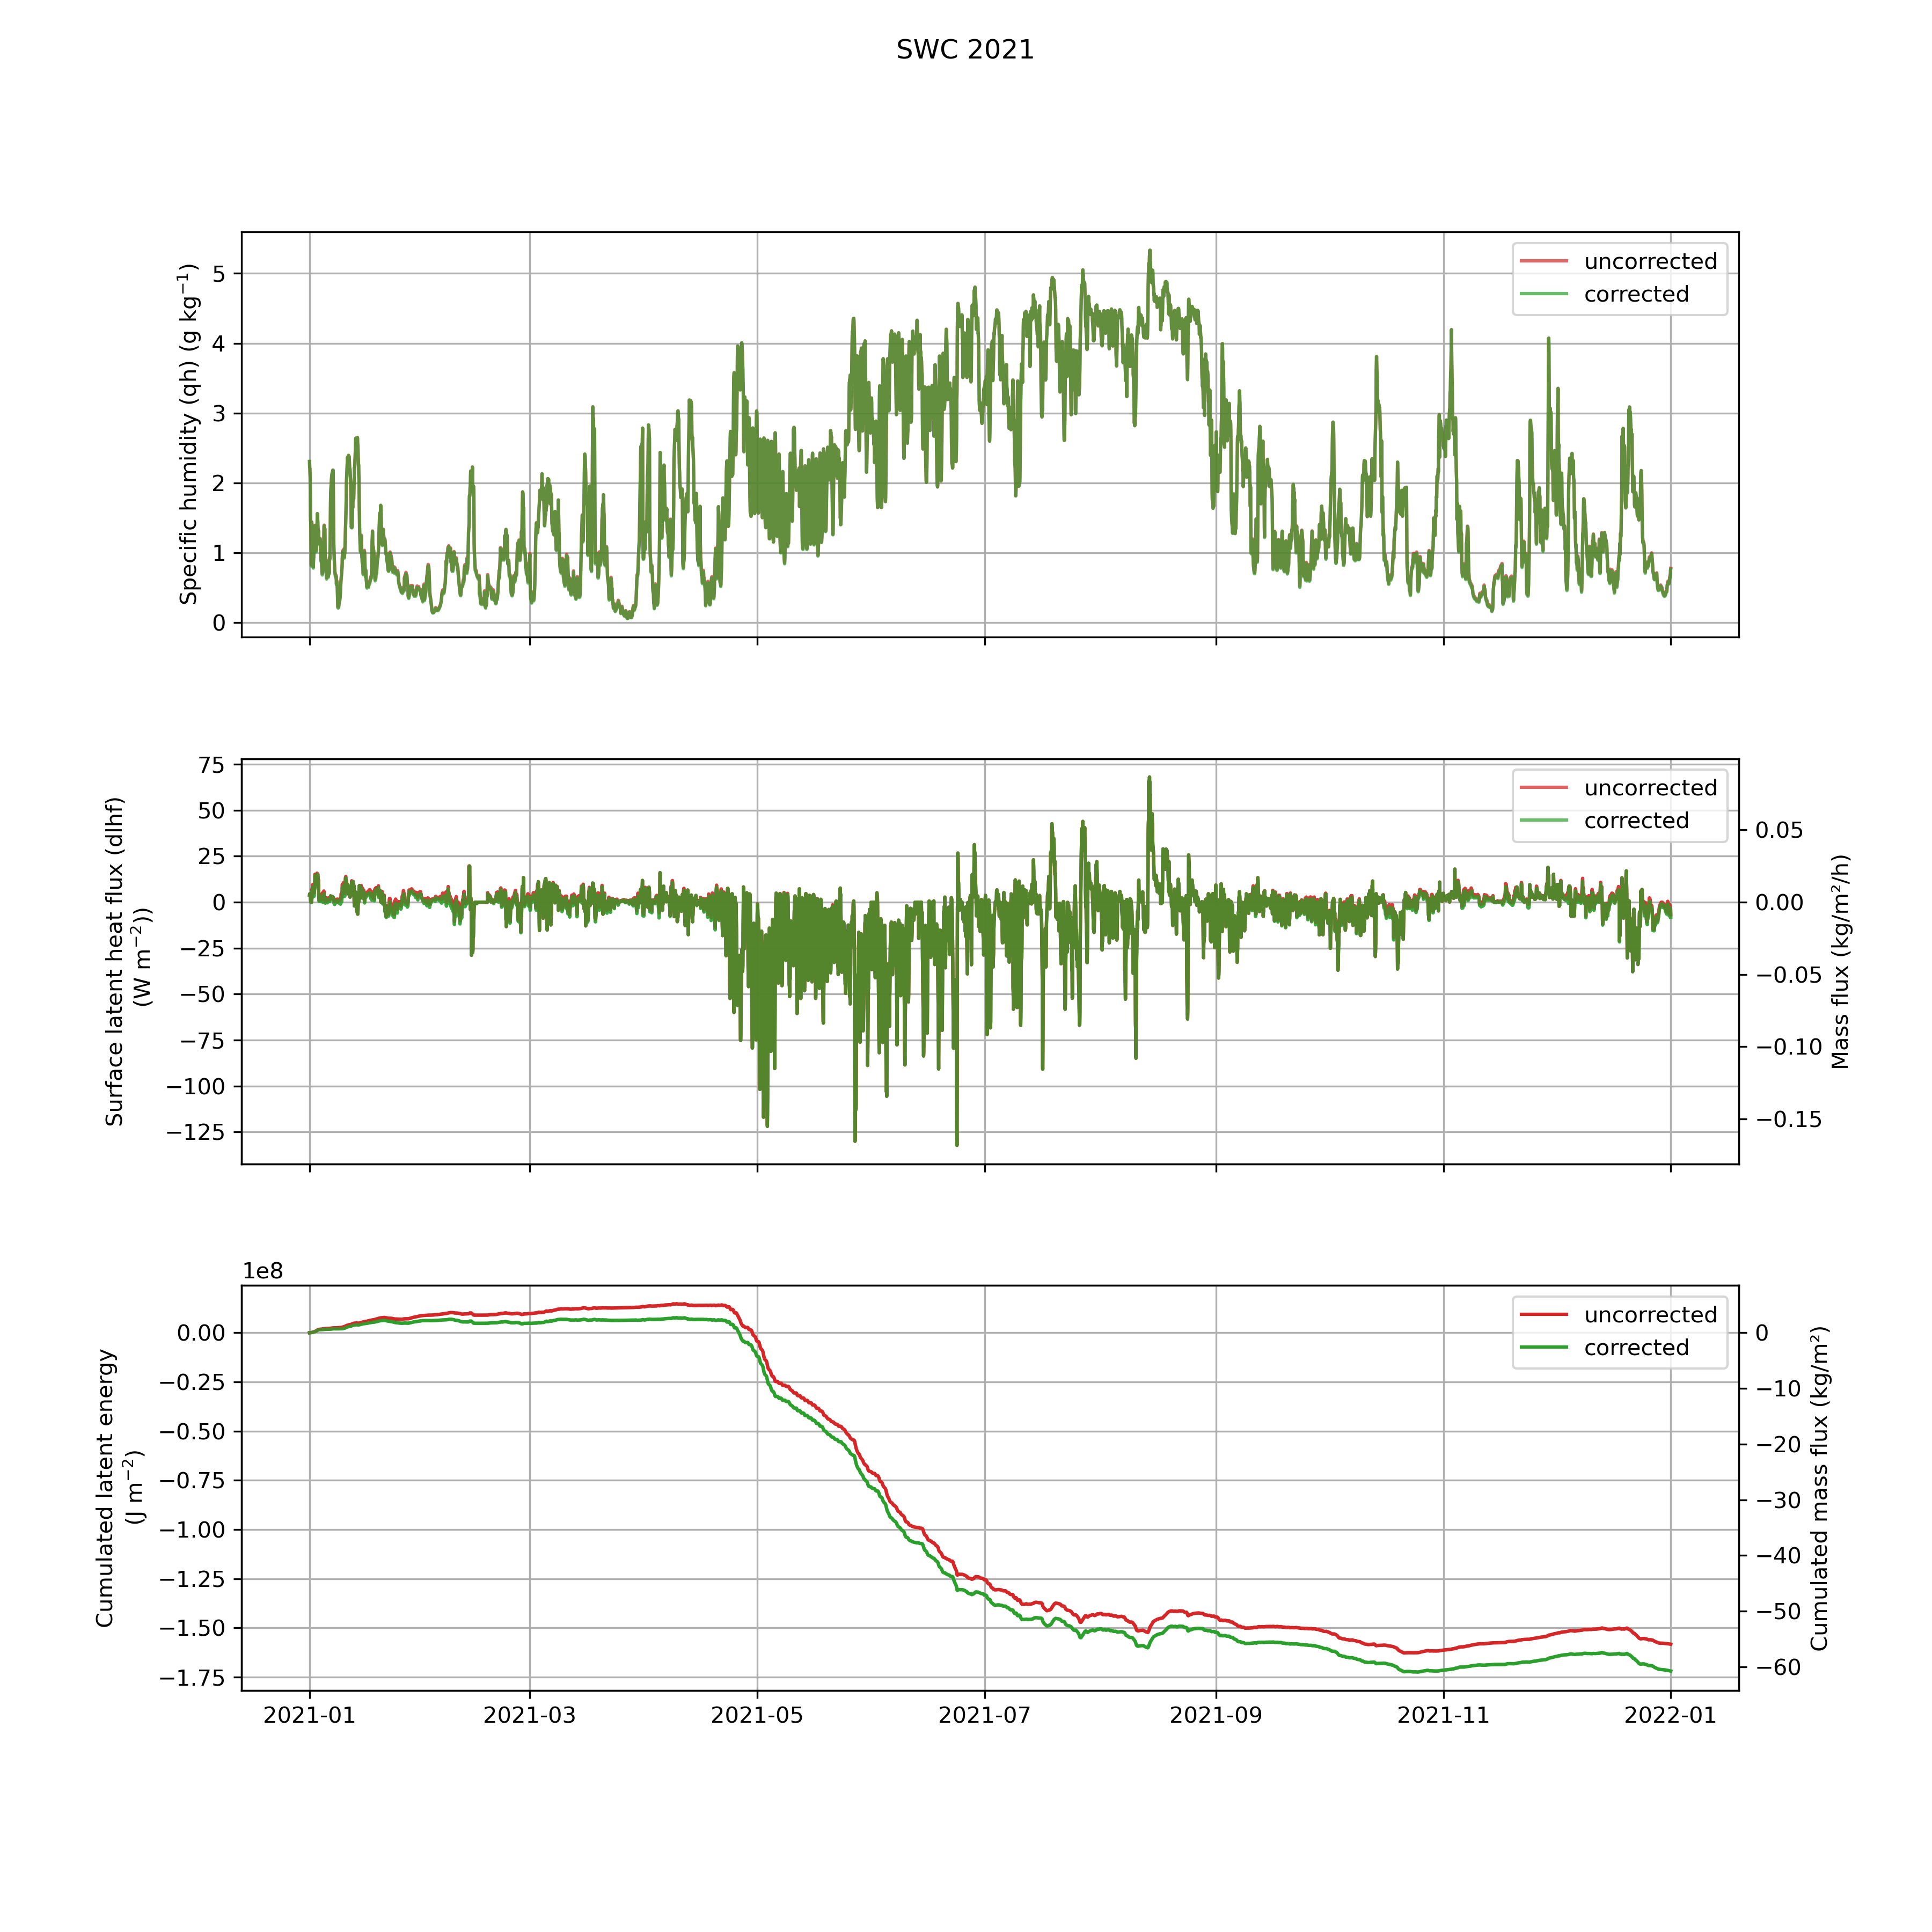 SWC 2021
Specific humidity (qh) (g kg⁻¹)
5
4
3
2
1
0
uncorrected
corrected
Surface latent heat flux (dlhf)
(W m⁻²))
75
50
25
0
−25
−50
−75
−100
−125
uncorrected
corrected
0.05
0.00
−0.05
−0.10
−0.15
Mass flux (kg/m²/h)
1e8
Cumulated latent energy
(J m⁻²)
0.00
−0.25
−0.50
−0.75
−1.00
−1.25
−1.50
−1.75
uncorrected
corrected
0
−10
−20
−30
−40
−50
−60
Cumulated mass flux (kg/m²)
2021-01 2021-03 2021-05 2021-07 2021-09 2021-11 2022-01